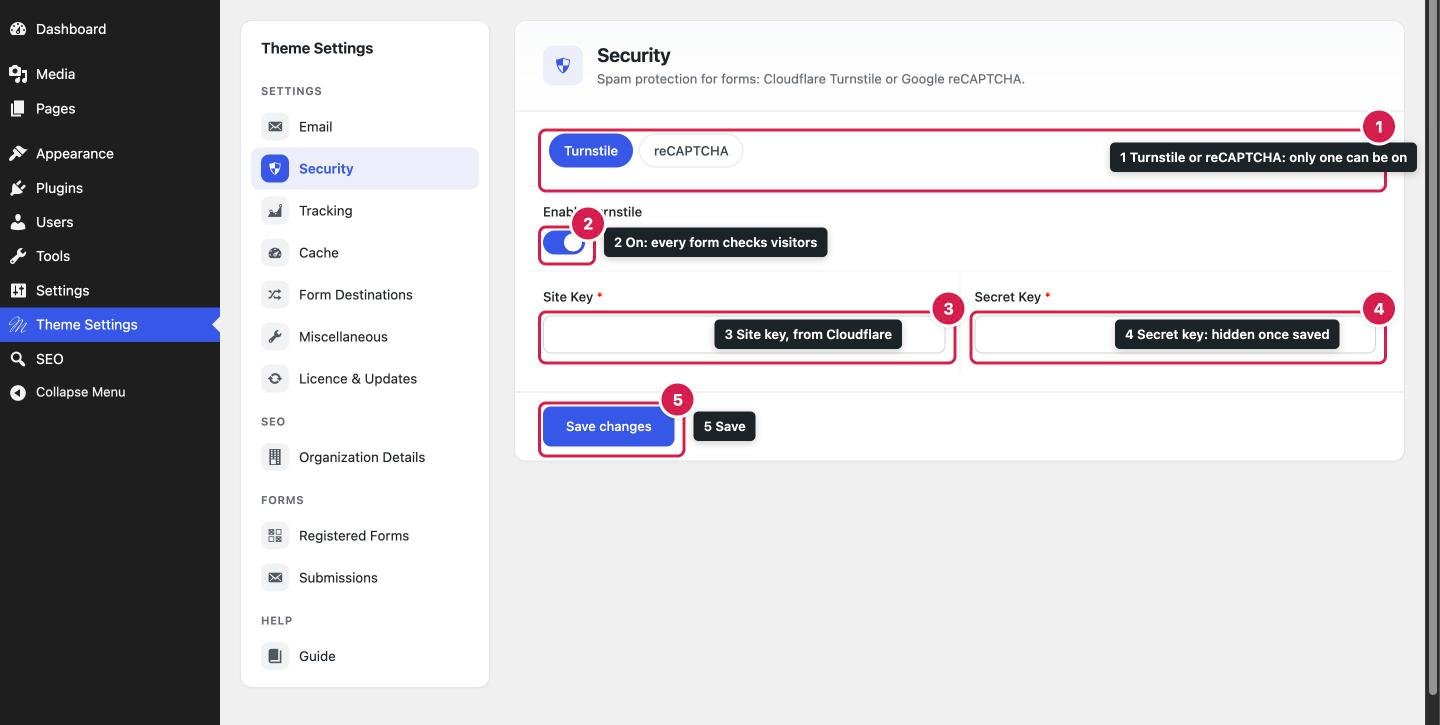 Dashboard
Media
Pages
Appearance
Plugins
Users
Tools
Settings
Theme Settings
SEO
Collapse Menu
Theme Settings
SETTINGS
Email
Security
Tracking
Cache
Form Destinations
Miscellaneous
Licence & Updates
SEO
Organization Details
FORMS
Registered Forms
Submissions
HELP
Guide
Security
Spam protection for forms: Cloudflare Turnstile or Google reCAPTCHA.
1
Turnstile reCAPTCHA
1 Turnstile or reCAPTCHA: only one can be on
2
2 On: every form checks visitors
Site Key *
3
3 Site key, from Cloudflare
Secret Key *
4
4 Secret key: hidden once saved
5
Save changes
5 Save